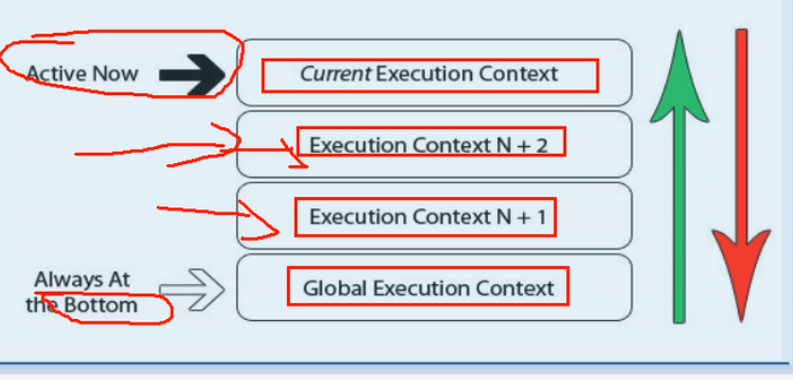 Active Now
Current Execution Context
Execution Context N + 2
Execution Context N + 1
Always At
the Bottom
Global Execution Context